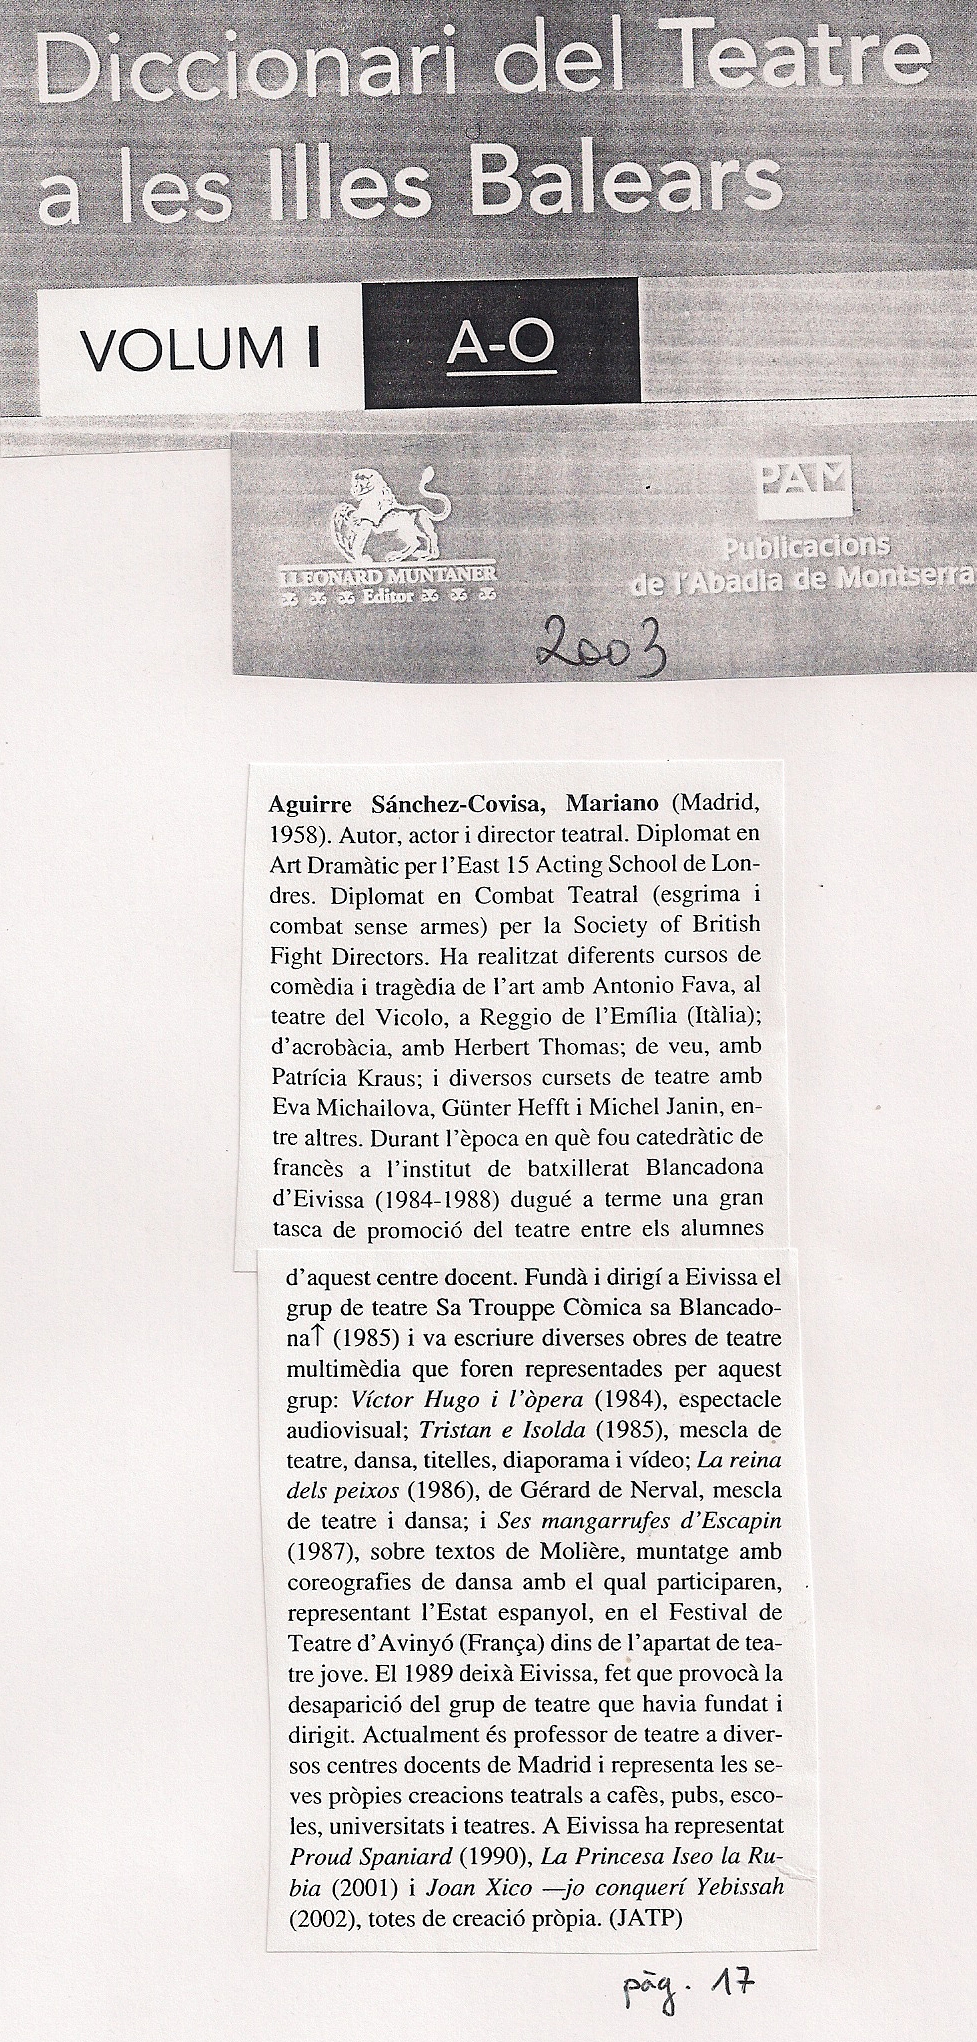 Diccionari del Teatre
a les Illes Balears
VOLUM I
A-O
LLEONARD MUNTANER
Editor
PAM
Publicacions
de l'Abadia de Montserra
2003
Aguirre Sánchez-Covisa, Mariano (Madrid,
1958). Autor, actor i director teatral. Diplomat en
Art Dramàtic per l'East 15 Acting School de Lon-
dres. Diplomat en Combat Teatral (esgrima i
combat sense armes) per la Society of British
Fight Directors. Ha realitzat diferents cursos de
comèdia i tragèdia de l'art amb Antonio Fava, al
teatre del Vicolo, a Reggio de l'Emília (Itàlia);
d'acrobàcia, amb Herbert Thomas; de veu, amb
Patrícia Kraus; i diversos cursets de teatre amb
Eva Michailova, Günter Hefft i Michel Janin, en-
tre altres. Durant l'època en què fou catedràtic de
francès a l'institut de batxillerat Blancadona
d'Eivissa (1984-1988) dugué a terme una gran
tasca de promoció del teatre entre els alumnes
d'aquest centre docent. Fundà i dirigí a Eivissa el
grup de teatre Sa Trouppe Còmica sa Blancado-
na↑ (1985) i va escriure diverses obres de teatre
multimèdia que foren representades per aquest
grup: Víctor Hugo i l'òpera (1984), espectacle
audiovisual; Tristan e Isolda (1985), mescla de
teatre, dansa, titelles, diaporama i vídeo; La reina
dels peixos (1986), de Gérard de Nerval, mescla
de teatre i dansa; i Ses mangarrufes d'Escapin
(1987), sobre textos de Molière, muntatge amb
coreografies de dansa amb el qual participaren,
representant l'Estat espanyol, en el Festival de
Teatre d'Avinyó (França) dins de l'apartat de tea-
tre jove. El 1989 deixà Eivissa, fet que provocà la
desaparició del grup de teatre que havia fundat i
dirigit. Actualment és professor de teatre a diver-
sos centres docents de Madrid i representa les se-
ves pròpies creacions teatrals a cafès, pubs, esco-
les, universitats i teatres. A Eivissa ha representat
Proud Spaniard (1990), La Princesa Iseo la Ru-
bia (2001) i Joan Xico —jo conquerí Yebissah
(2002), totes de creació pròpia. (JATP)
pàg. 17